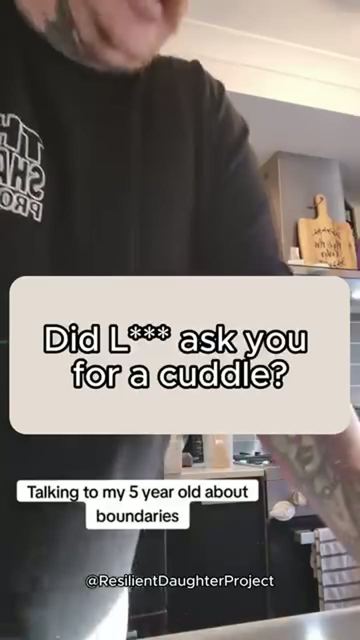 Did L*** ask you
for a cuddle?
Talking to my 5 year old about
boundaries
@ResilientDaughterProject